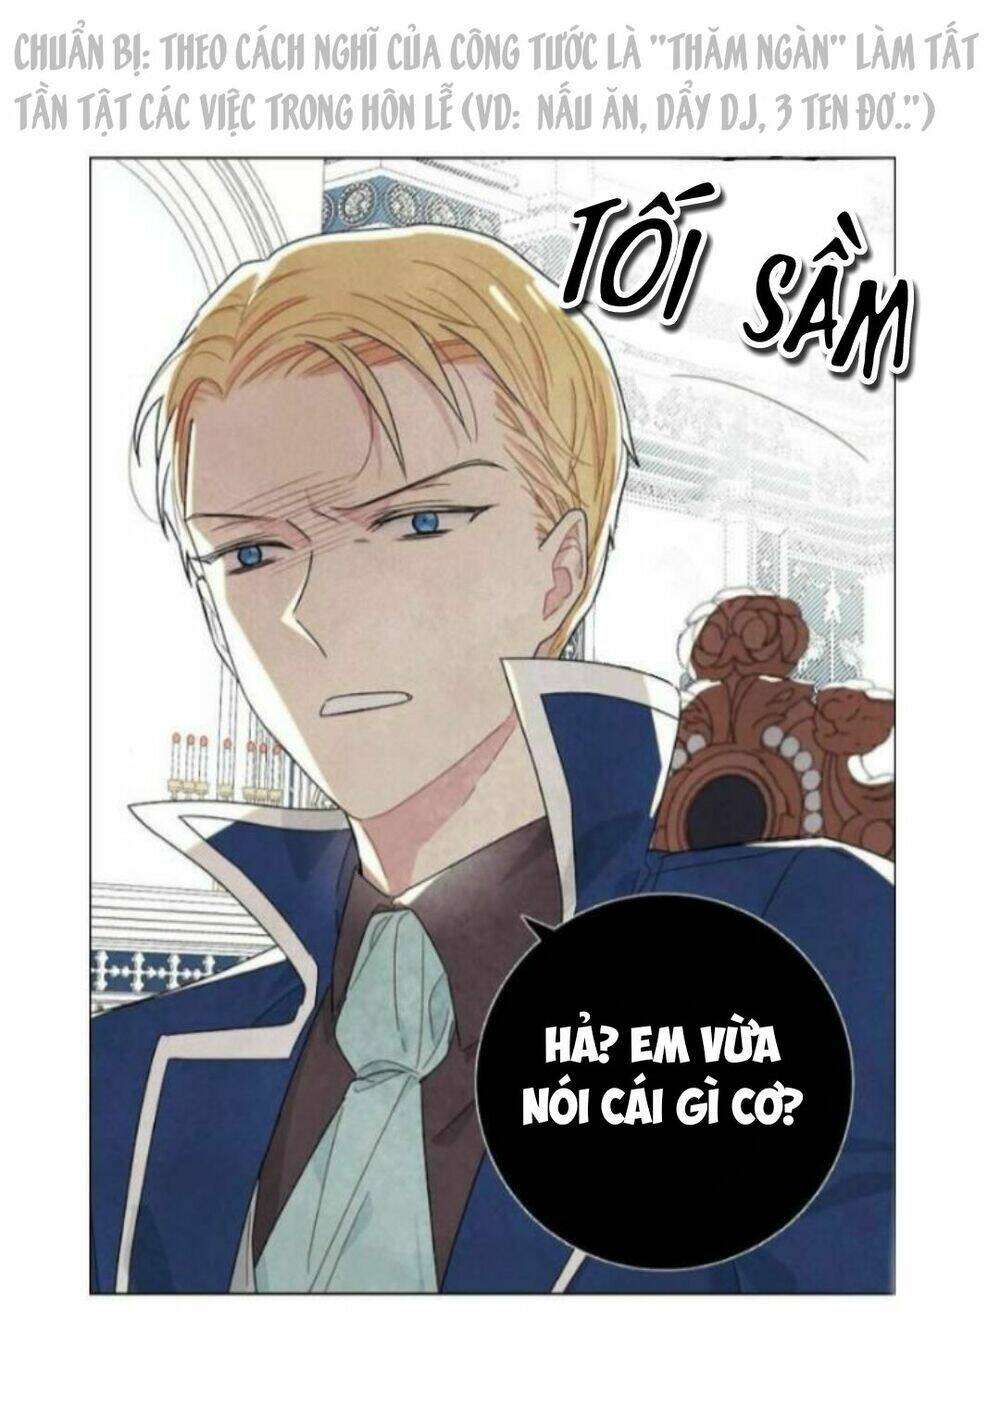 CHUẨN BỊ: THEO CÁCH NGHĨ CỦA CÔNG TƯỚC LÀ "THĂM NGÀN" LÀM TẤT
TẦN TẬT CÁC VIỆC TRONG HÔN LỄ (VD: NẤU ĂN, DẨY DJ, 3 TEN ĐƠ..")
TỐI SẦM
HẢ? EM VỪA
NÓI CÁI GÌ CƠ?